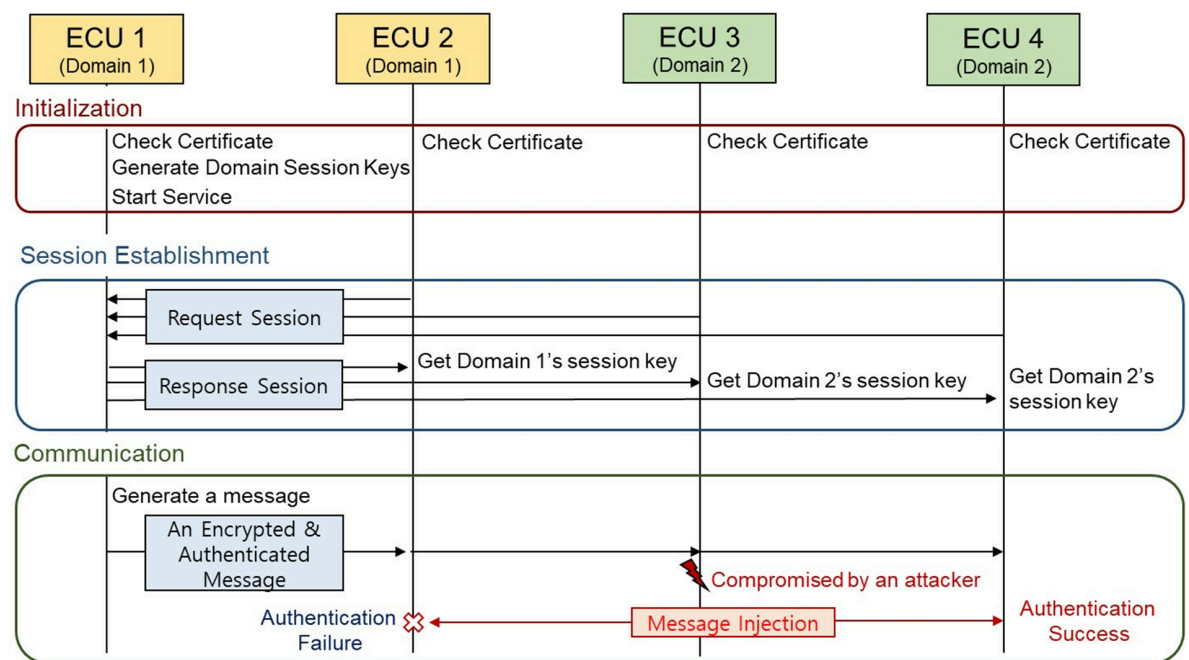 ECU 1
(Domain 1)
ECU 2
(Domain 1)
ECU 3
(Domain 2)
ECU 4
(Domain 2)
Initialization
Check Certificate
Generate Domain Session Keys
Start Service
Check Certificate
Check Certificate
Check Certificate
Session Establishment
Request Session
Response Session
Get Domain 1’s session key
Get Domain 2’s session key
Get Domain 2’s
session key
Communication
Generate a message
An Encrypted &
Authenticated
Message
Compromised by an attacker
Authentication
Failure
Message Injection
Authentication
Success